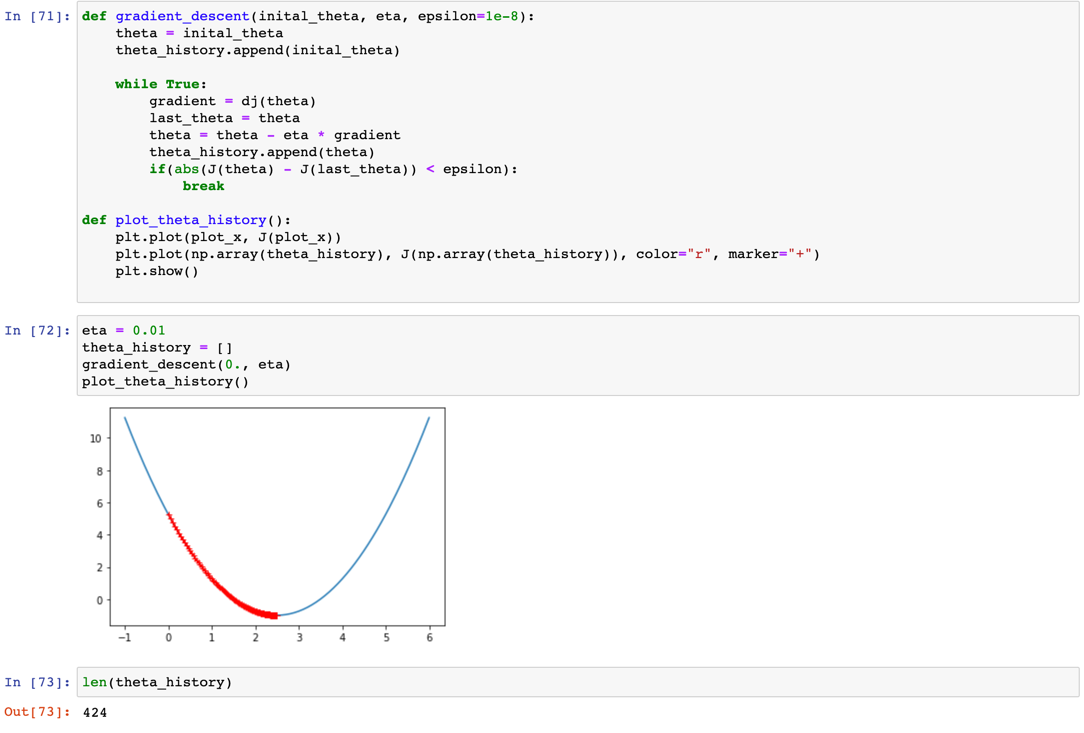 In [71]: def gradient_descent(inital_theta, eta, epsilon=1e-8):
    theta = inital_theta
    theta_history.append(inital_theta)
    while True:
        gradient = dj(theta)
        last_theta = theta
        theta = theta - eta * gradient
        theta_history.append(theta)
        if(abs(J(theta) - J(last_theta)) < epsilon):
            break
def plot_theta_history():
    plt.plot(plot_x, J(plot_x))
    plt.plot(np.array(theta_history), J(np.array(theta_history)), color="r", marker="+")
    plt.show()
In [72]: eta = 0.01
theta_history = []
gradient_descent(0., eta)
plot_theta_history()
10
8
6
4
2
0
−1 0 1 2 3 4 5 6
In [73]: len(theta_history)
Out[73]: 424